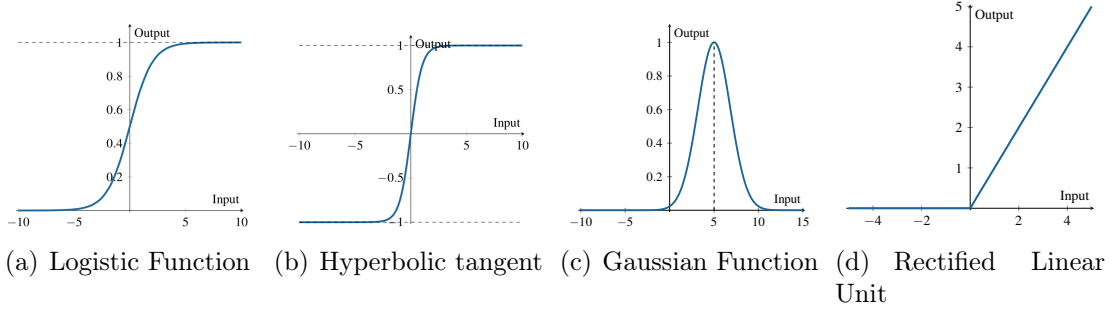 Output
1
0.8
0.6
0.4
0.2
Input
−10 −5 5 10
Output
1
0.5
Input
−10 5 10
−0.5
−1
Output
1
0.8
0.6
0.4
0.2
Input
−10 −5 5 10 15
5
Output
4
3
2
1
Input
−4 −2 2 4
(a) Logistic Function
(b) Hyperbolic tangent
(c) Gaussian Function
(d) Rectified Linear
Unit